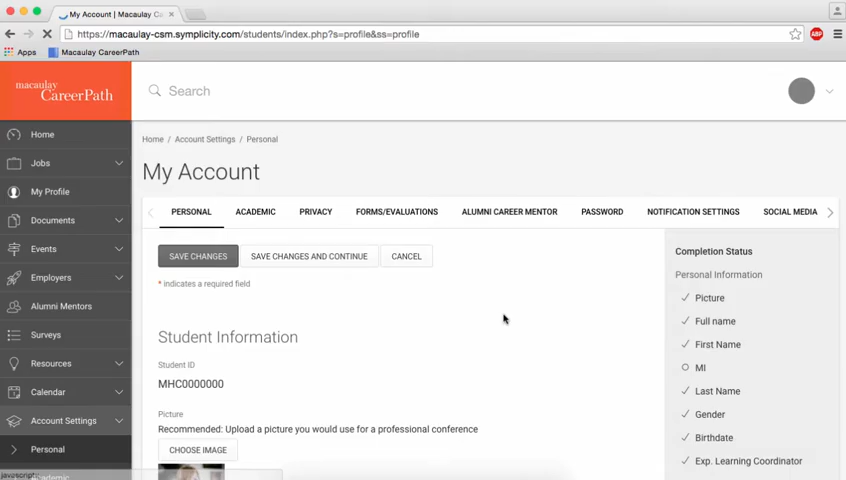 My Account | Macaulay Ca
https://macaulay-csm.symplicity.com/students/index.php?s=profile&ss=profile
ABP
Apps Macaulay CareerPath
macaulay
CareerPath
Search
Home
Jobs
My Profile
Documents
Events
Employers
Alumni Mentors
Surveys
Resources
Calendar
Account Settings
Personal
Academic
javascript:
Home / Account Settings / Personal
My Account
PERSONAL ACADEMIC PRIVACY FORMS/EVALUATIONS ALUMNI CAREER MENTOR PASSWORD NOTIFICATION SETTINGS SOCIAL MEDIA
SAVE CHANGES SAVE CHANGES AND CONTINUE CANCEL
* indicates a required field
Student Information
Student ID
MHC0000000
Picture
Recommended: Upload a picture you would use for a professional conference
CHOOSE IMAGE
Completion Status
Personal Information
Picture
Full name
First Name
MI
Last Name
Gender
Birthdate
Exp. Learning Coordinator